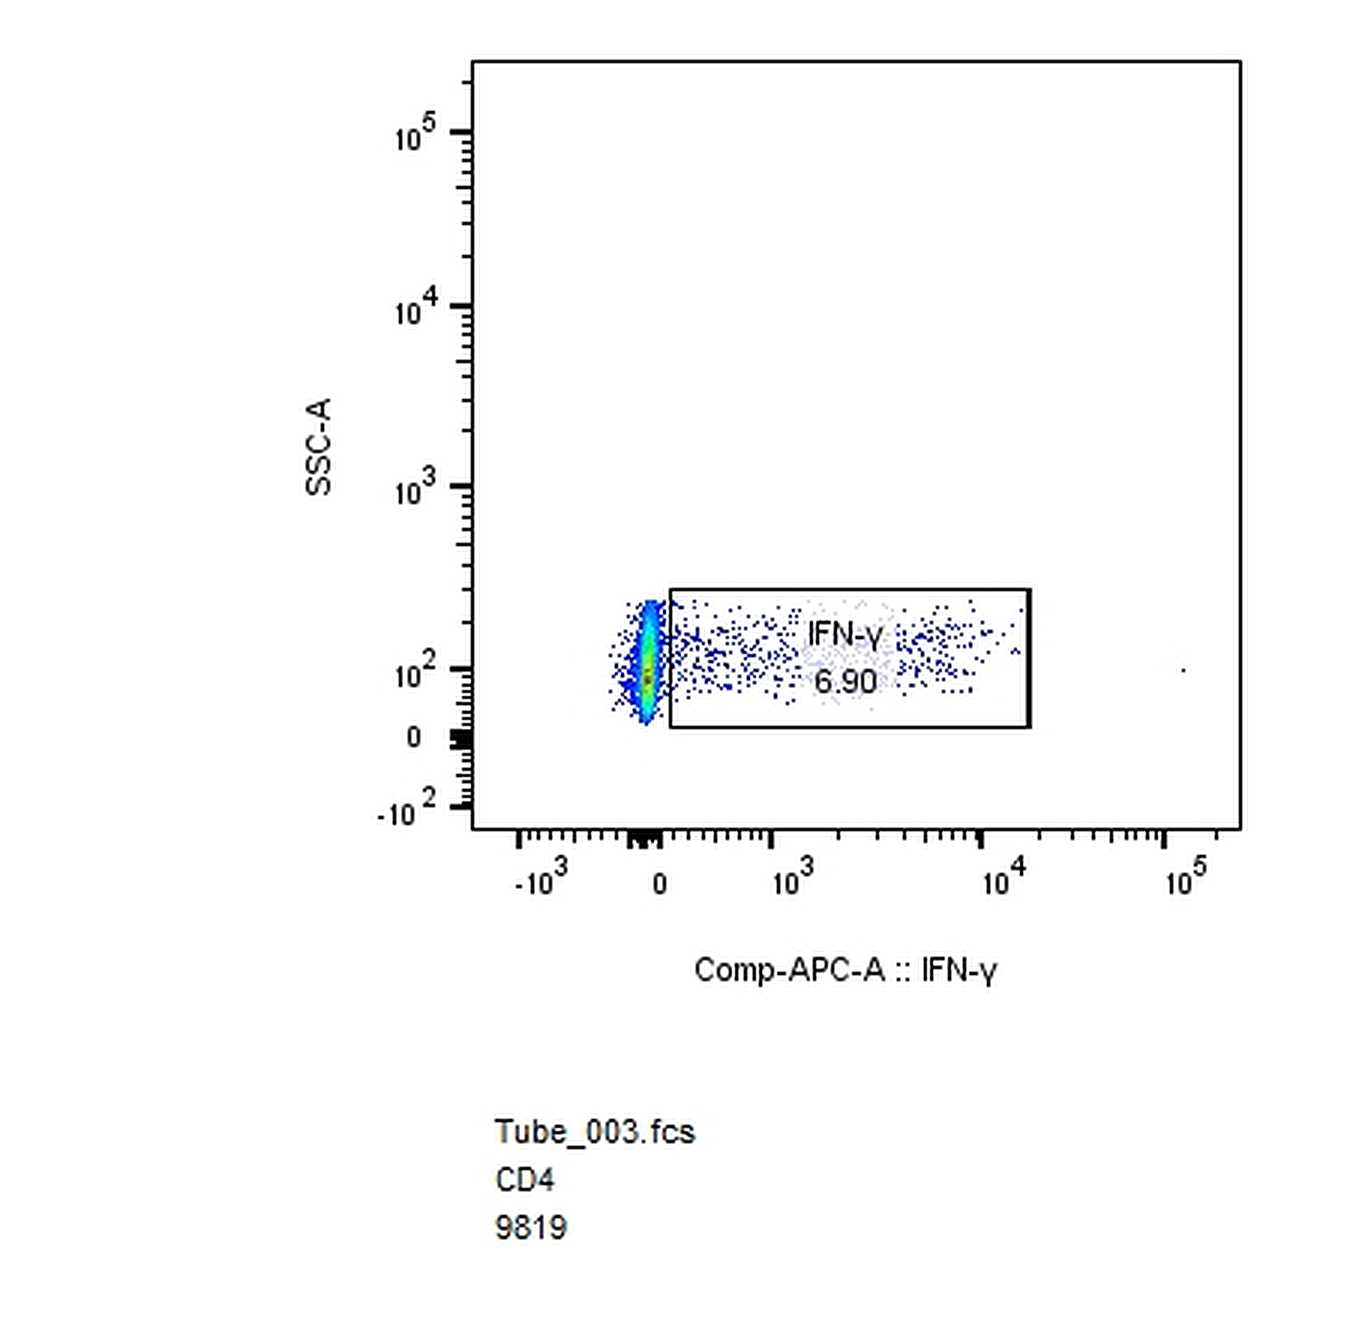 10^5
10^4
SSC-A
10^3
IFN-γ
10^2
6.90
0
-10^2
-10^3 0 10^3 10^4 10^5
Comp-APC-A :: IFN-γ
Tube_003.fcs
CD4
9819